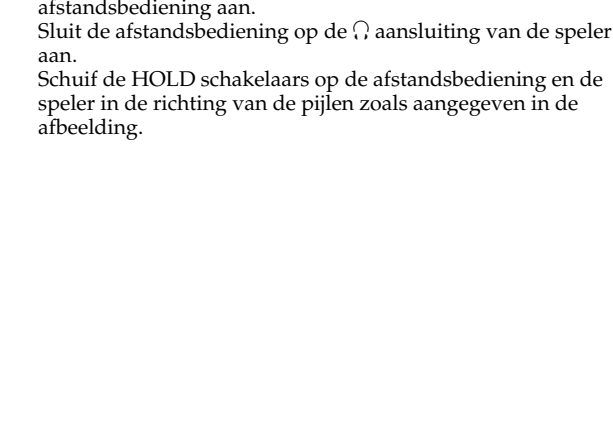 afstandsbediening aan.
Sluit de afstandsbediening op de 🎧 aansluiting van de speler
aan.
Schuif de HOLD schakelaars op de afstandsbediening en de
speler in de richting van de pijlen zoals aangegeven in de
afbeelding.